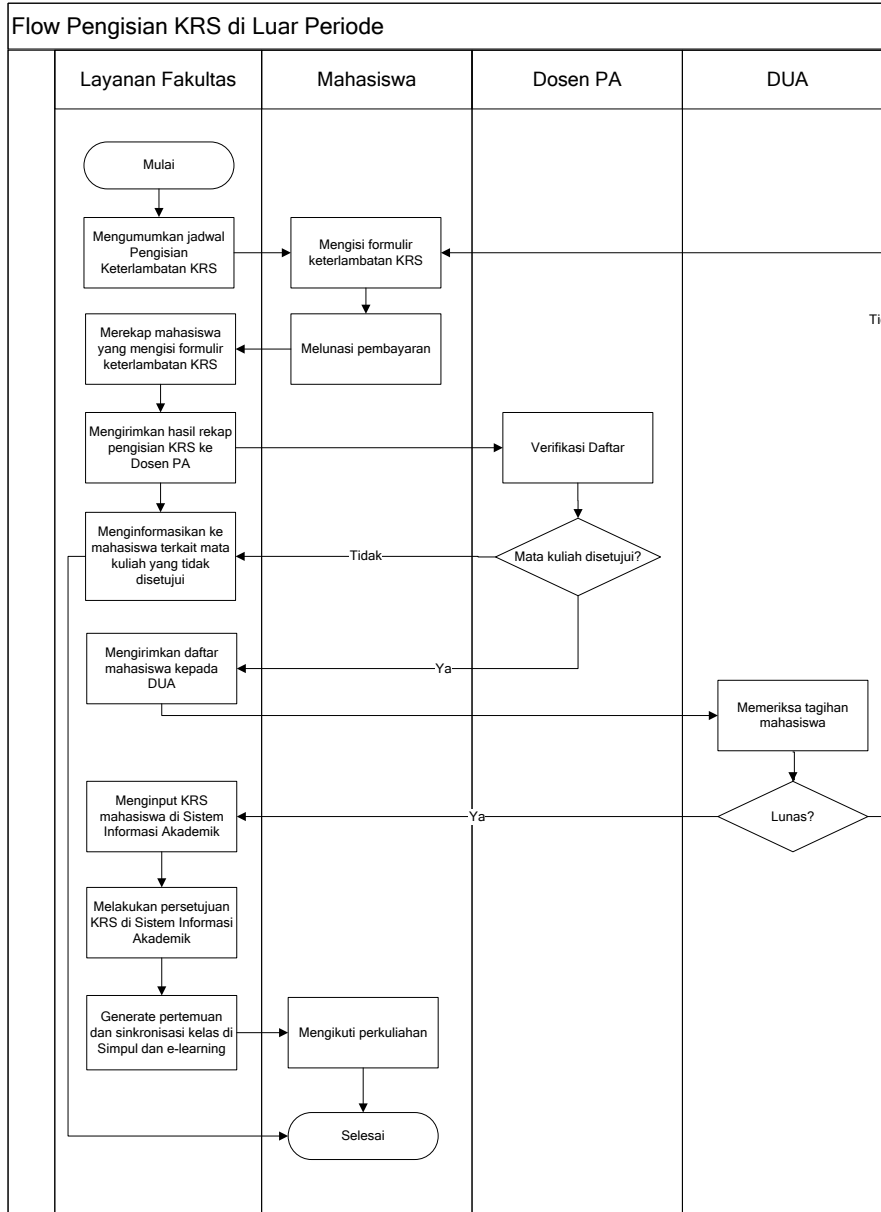 Flow Pengisian KRS di Luar Periode
Layanan Fakultas
Mahasiswa
Dosen PA
DUA
Mulai
Mengumumkan jadwal
Pengisian
Keterlambatan KRS
Mengisi formulir
keterlambatan KRS
Merekap mahasiswa
yang mengisi formulir
keterlambatan KRS
Melunasi pembayaran
Mengirimkan hasil rekap
pengisian KRS ke
Dosen PA
Verifikasi Daftar
Menginformasikan ke
mahasiswa terkait mata
kuliah yang tidak
disetujui
Tidak
Mata kuliah disetujui?
Mengirimkan daftar
mahasiswa kepada
DUA
Ya
Memeriksa tagihan
mahasiswa
Menginput KRS
mahasiswa di Sistem
Informasi Akademik
Ya
Lunas?
Melakukan persetujuan
KRS di Sistem Informasi
Akademik
Generate pertemuan
dan sinkronisasi kelas di
Simpul dan e-learning
Mengikuti perkuliahan
Selesai